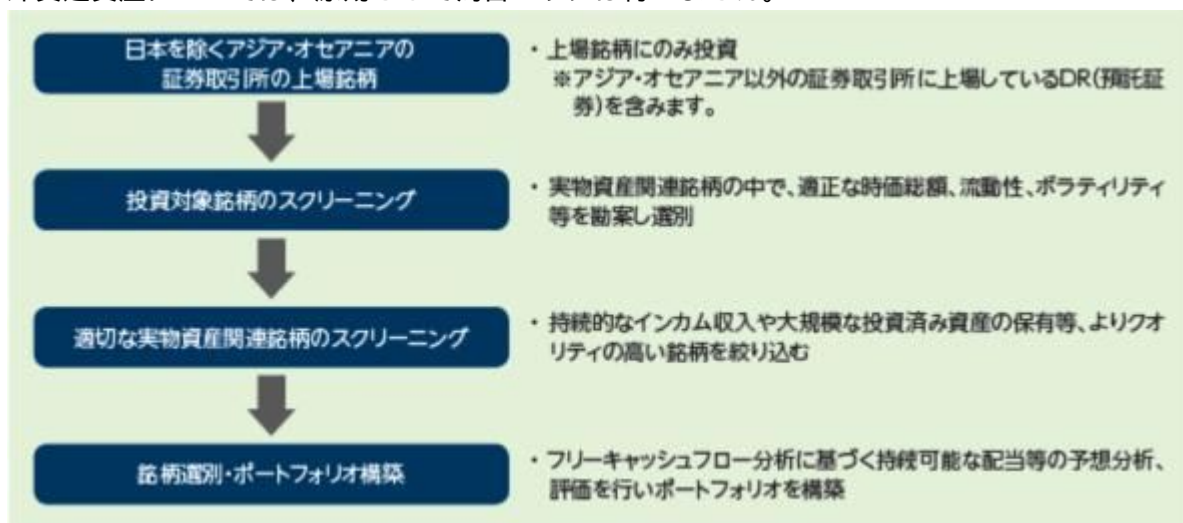 日本を除くアジア・オセアニアの
証券取引所の上場銘柄
・上場銘柄にのみ投資
※アジア・オセアニア以外の証券取引所に上場しているDR(預託証
券)を含みます。
投資対象銘柄のスクリーニング
・実物資産関連銘柄の中で、適正な時価総額、流動性、ボラティリティ
等を勘案し選別
適切な実物資産関連銘柄のスクリーニング
・持続的なインカム収入や大規模な投資済み資産の保有等、よりクオ
リティの高い銘柄を絞り込む
銘柄選別・ポートフォリオ構築
・フリーキャッシュフロー分析に基づく持続可能な配当等の予想分析、
評価を行いポートフォリオを構築